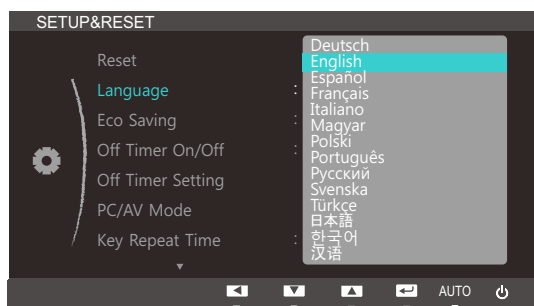 SETUP&RESET
Reset
Language :
Eco Saving :
Off Timer On/Off :
Off Timer Setting
PC/AV Mode
Key Repeat Time :
Deutsch
English
Español
Français
Italiano
Magyar
Polski
Português
Русский
Svenska
Türkçe
日本語
한국어
汉语
AUTO